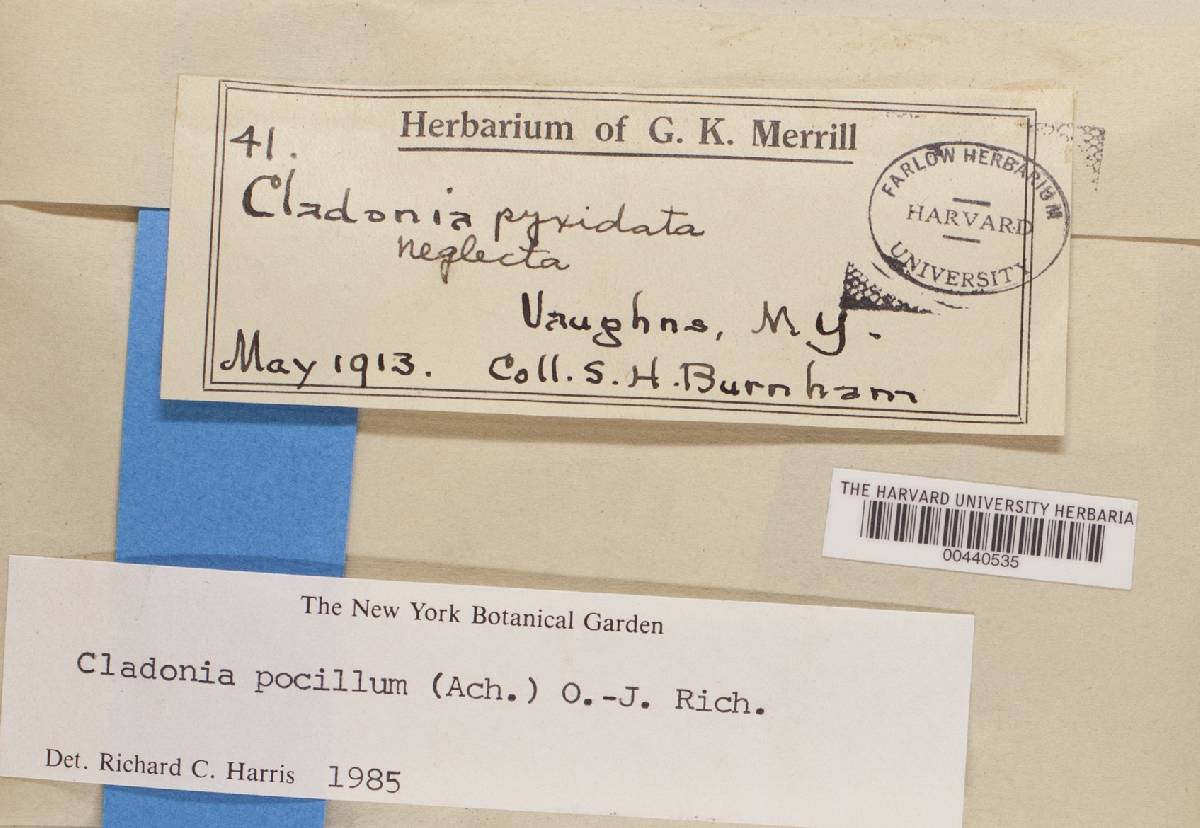 Herbarium of G. K. Merrill
41.
Cladonia pyxidata
neglecta
Vaughns, N.Y.
May 1913. Coll. S. H. Burnham
FARLOW HERBARIUM
HARVARD
UNIVERSITY
THE HARVARD UNIVERSITY HERBARIA
00440535
The New York Botanical Garden
Cladonia pocillum (Ach.) O.-J. Rich.
Det. Richard C. Harris 1985